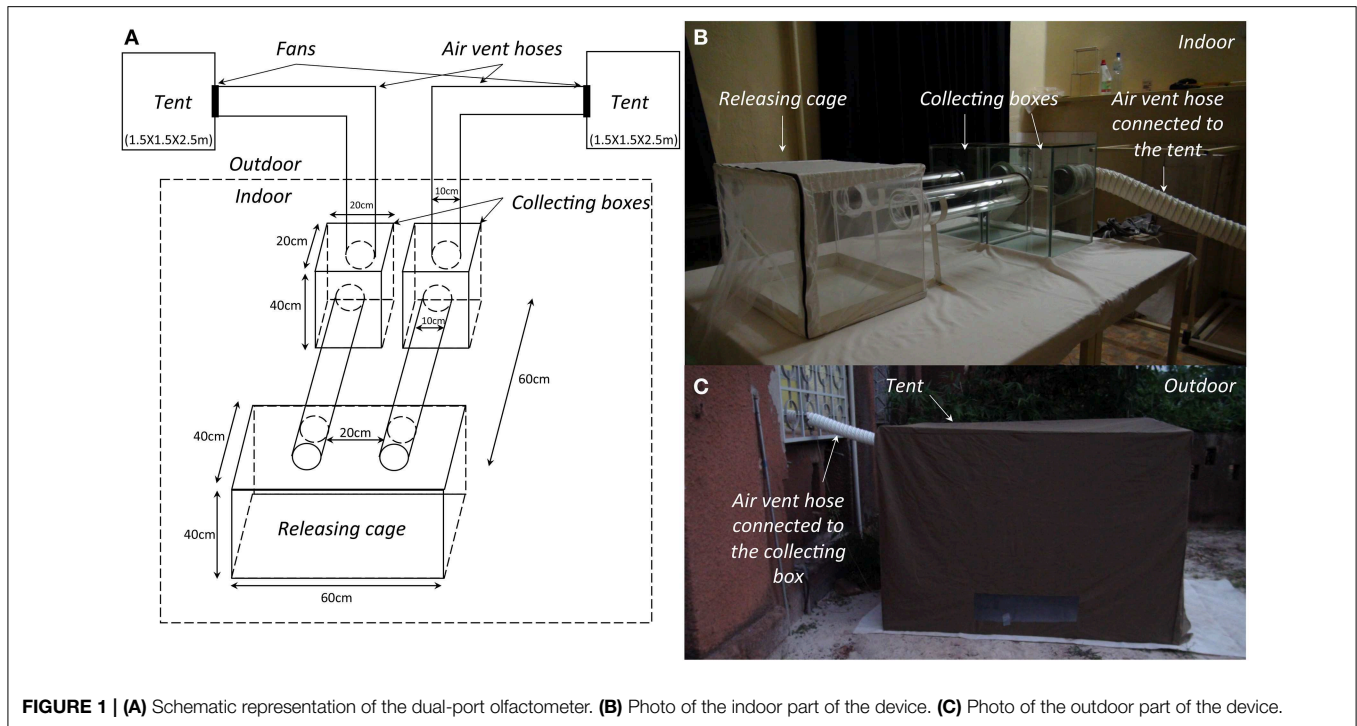 A
Fans
Air vent hoses
Tent
(1.5X1.5X2.5m)
Tent
(1.5X1.5X2.5m)
Outdoor
Indoor
20cm
10cm
Collecting boxes
20cm
40cm
10cm
60cm
40cm
20cm
40cm
Releasing cage
60cm
B
Indoor
Releasing cage
Collecting boxes
Air vent hose
connected to
the tent
C
Tent
Outdoor
Air vent hose
connected to
the collecting
box
FIGURE 1 | (A) Schematic representation of the dual-port olfactometer. (B) Photo of the indoor part of the device. (C) Photo of the outdoor part of the device.